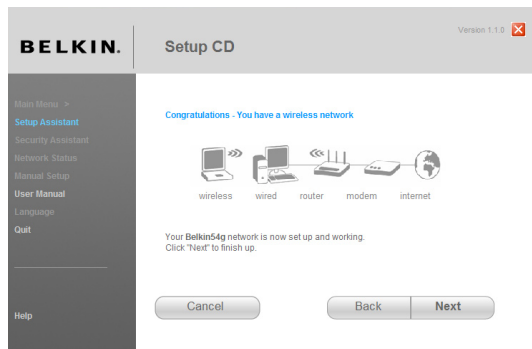 Version 1.1.0
BELKIN.
Setup CD
Main Menu >
Setup Assistant
Security Assistant
Network Status
Manual Setup
User Manual
Language
Quit
Help
Congratulations - You have a wireless network
wireless wired router modem internet
Your Belkin54g network is now set up and working.
Click "Next" to finish up.
Cancel Back Next